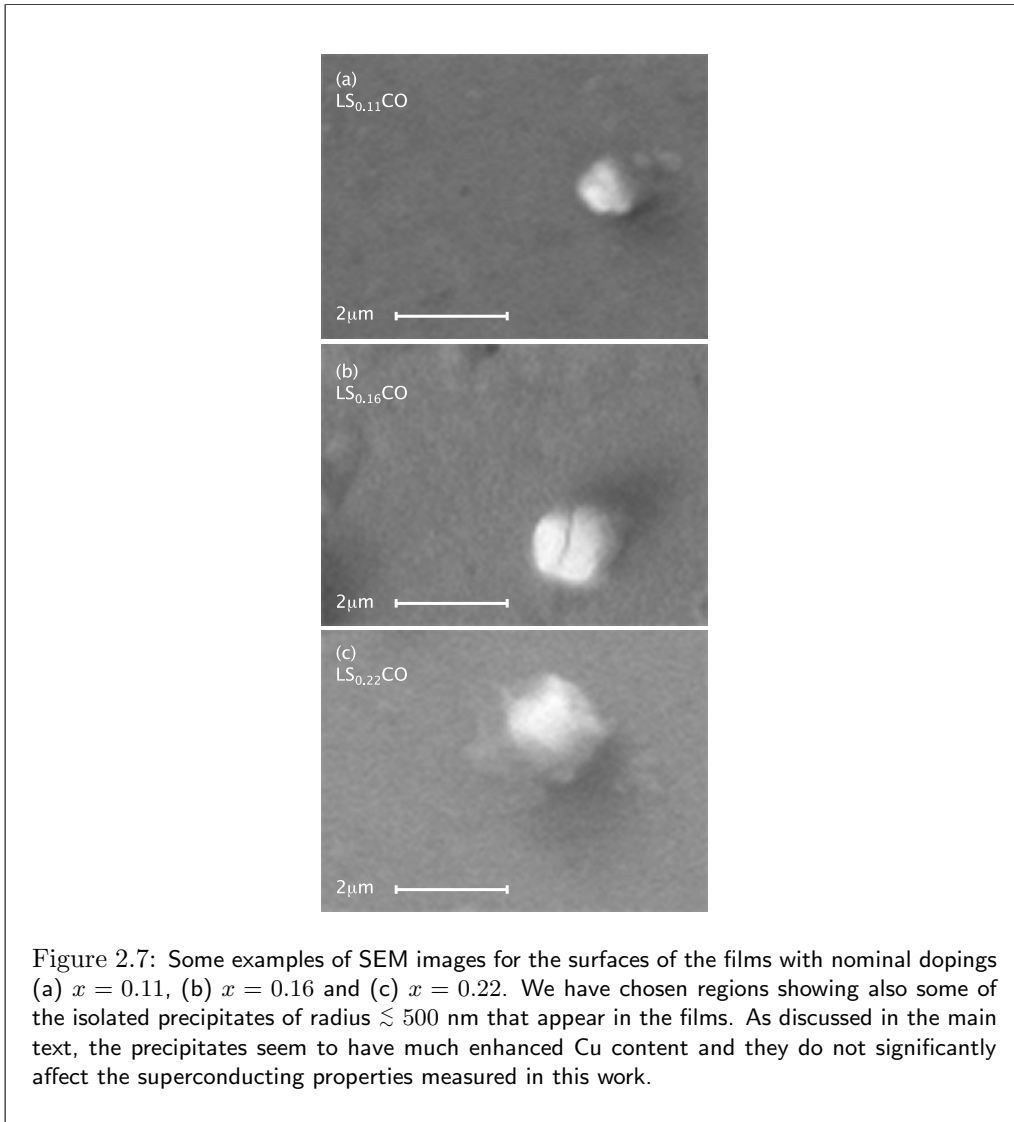 (a)
LS₀.₁₁CO
2μm
(b)
LS₀.₁₆CO
2μm
(c)
LS₀.₂₂CO
2μm
Figure 2.7: Some examples of SEM images for the surfaces of the films with nominal dopings
(a) x = 0.11, (b) x = 0.16 and (c) x = 0.22. We have chosen regions showing also some of
the isolated precipitates of radius ≲ 500 nm that appear in the films. As discussed in the main
text, the precipitates seem to have much enhanced Cu content and they do not significantly
affect the superconducting properties measured in this work.